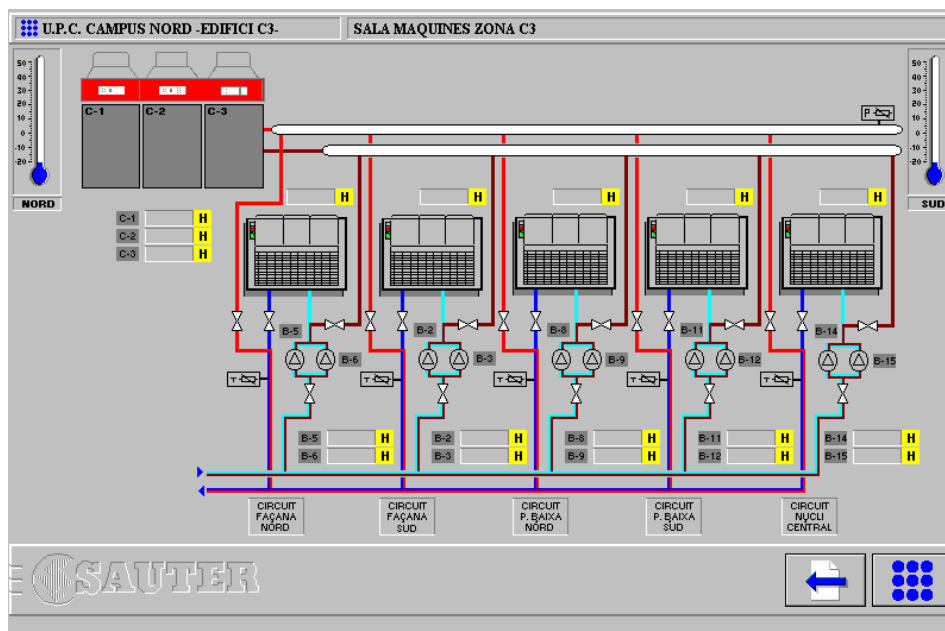 U.P.C. CAMPUS NORD -EDIFICI C3-
SALA MAQUINES ZONA C3
50
40
30
20
10
0
-10
-20
NORD
50
40
30
20
10
0
-10
-20
SUD
C-1
C-2
C-3
P
C-1 H
C-2 H
C-3 H
H
H
H
H
H
B-5
B-6
B-2
B-3
B-8
B-9
B-11
B-12
B-14
B-15
T
T
T
T
T
B-5 H
B-6 H
B-2 H
B-3 H
B-8 H
B-9 H
B-11 H
B-12 H
B-14 H
B-15 H
CIRCUIT
FAÇANA
NORD
CIRCUIT
FAÇANA
SUD
CIRCUIT
P. BAIXA
NORD
CIRCUIT
P. BAIXA
SUD
CIRCUIT
NUCLI
CENTRAL
SAUTER